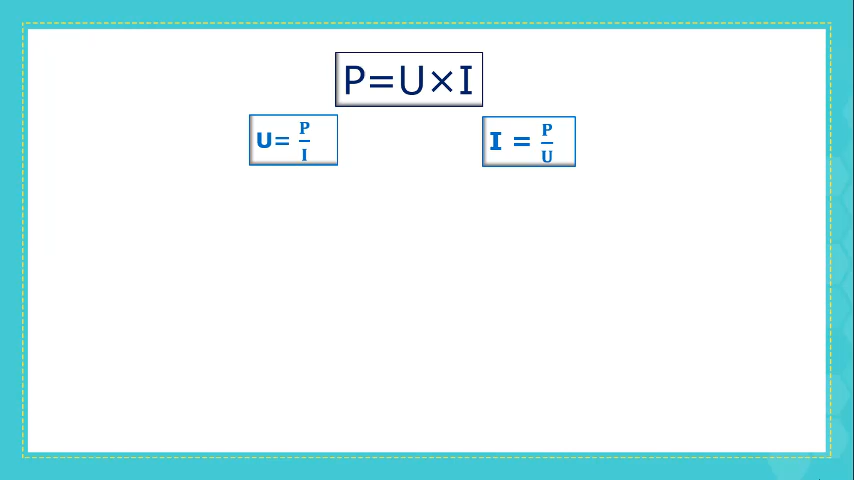 P=U×I
U= P/I
I = P/U